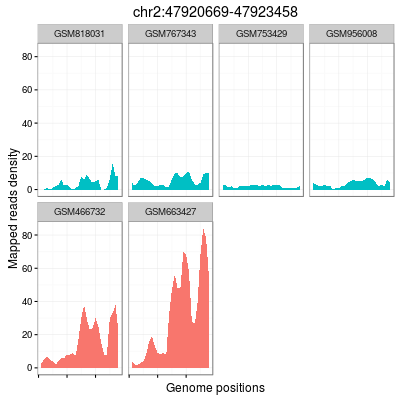 chr2:47920669-47923458
GSM818031 GSM767343 GSM753429 GSM956008
80
60
40
20
0
GSM466732 GSM663427
80
60
40
20
0
Mapped reads density
Genome positions